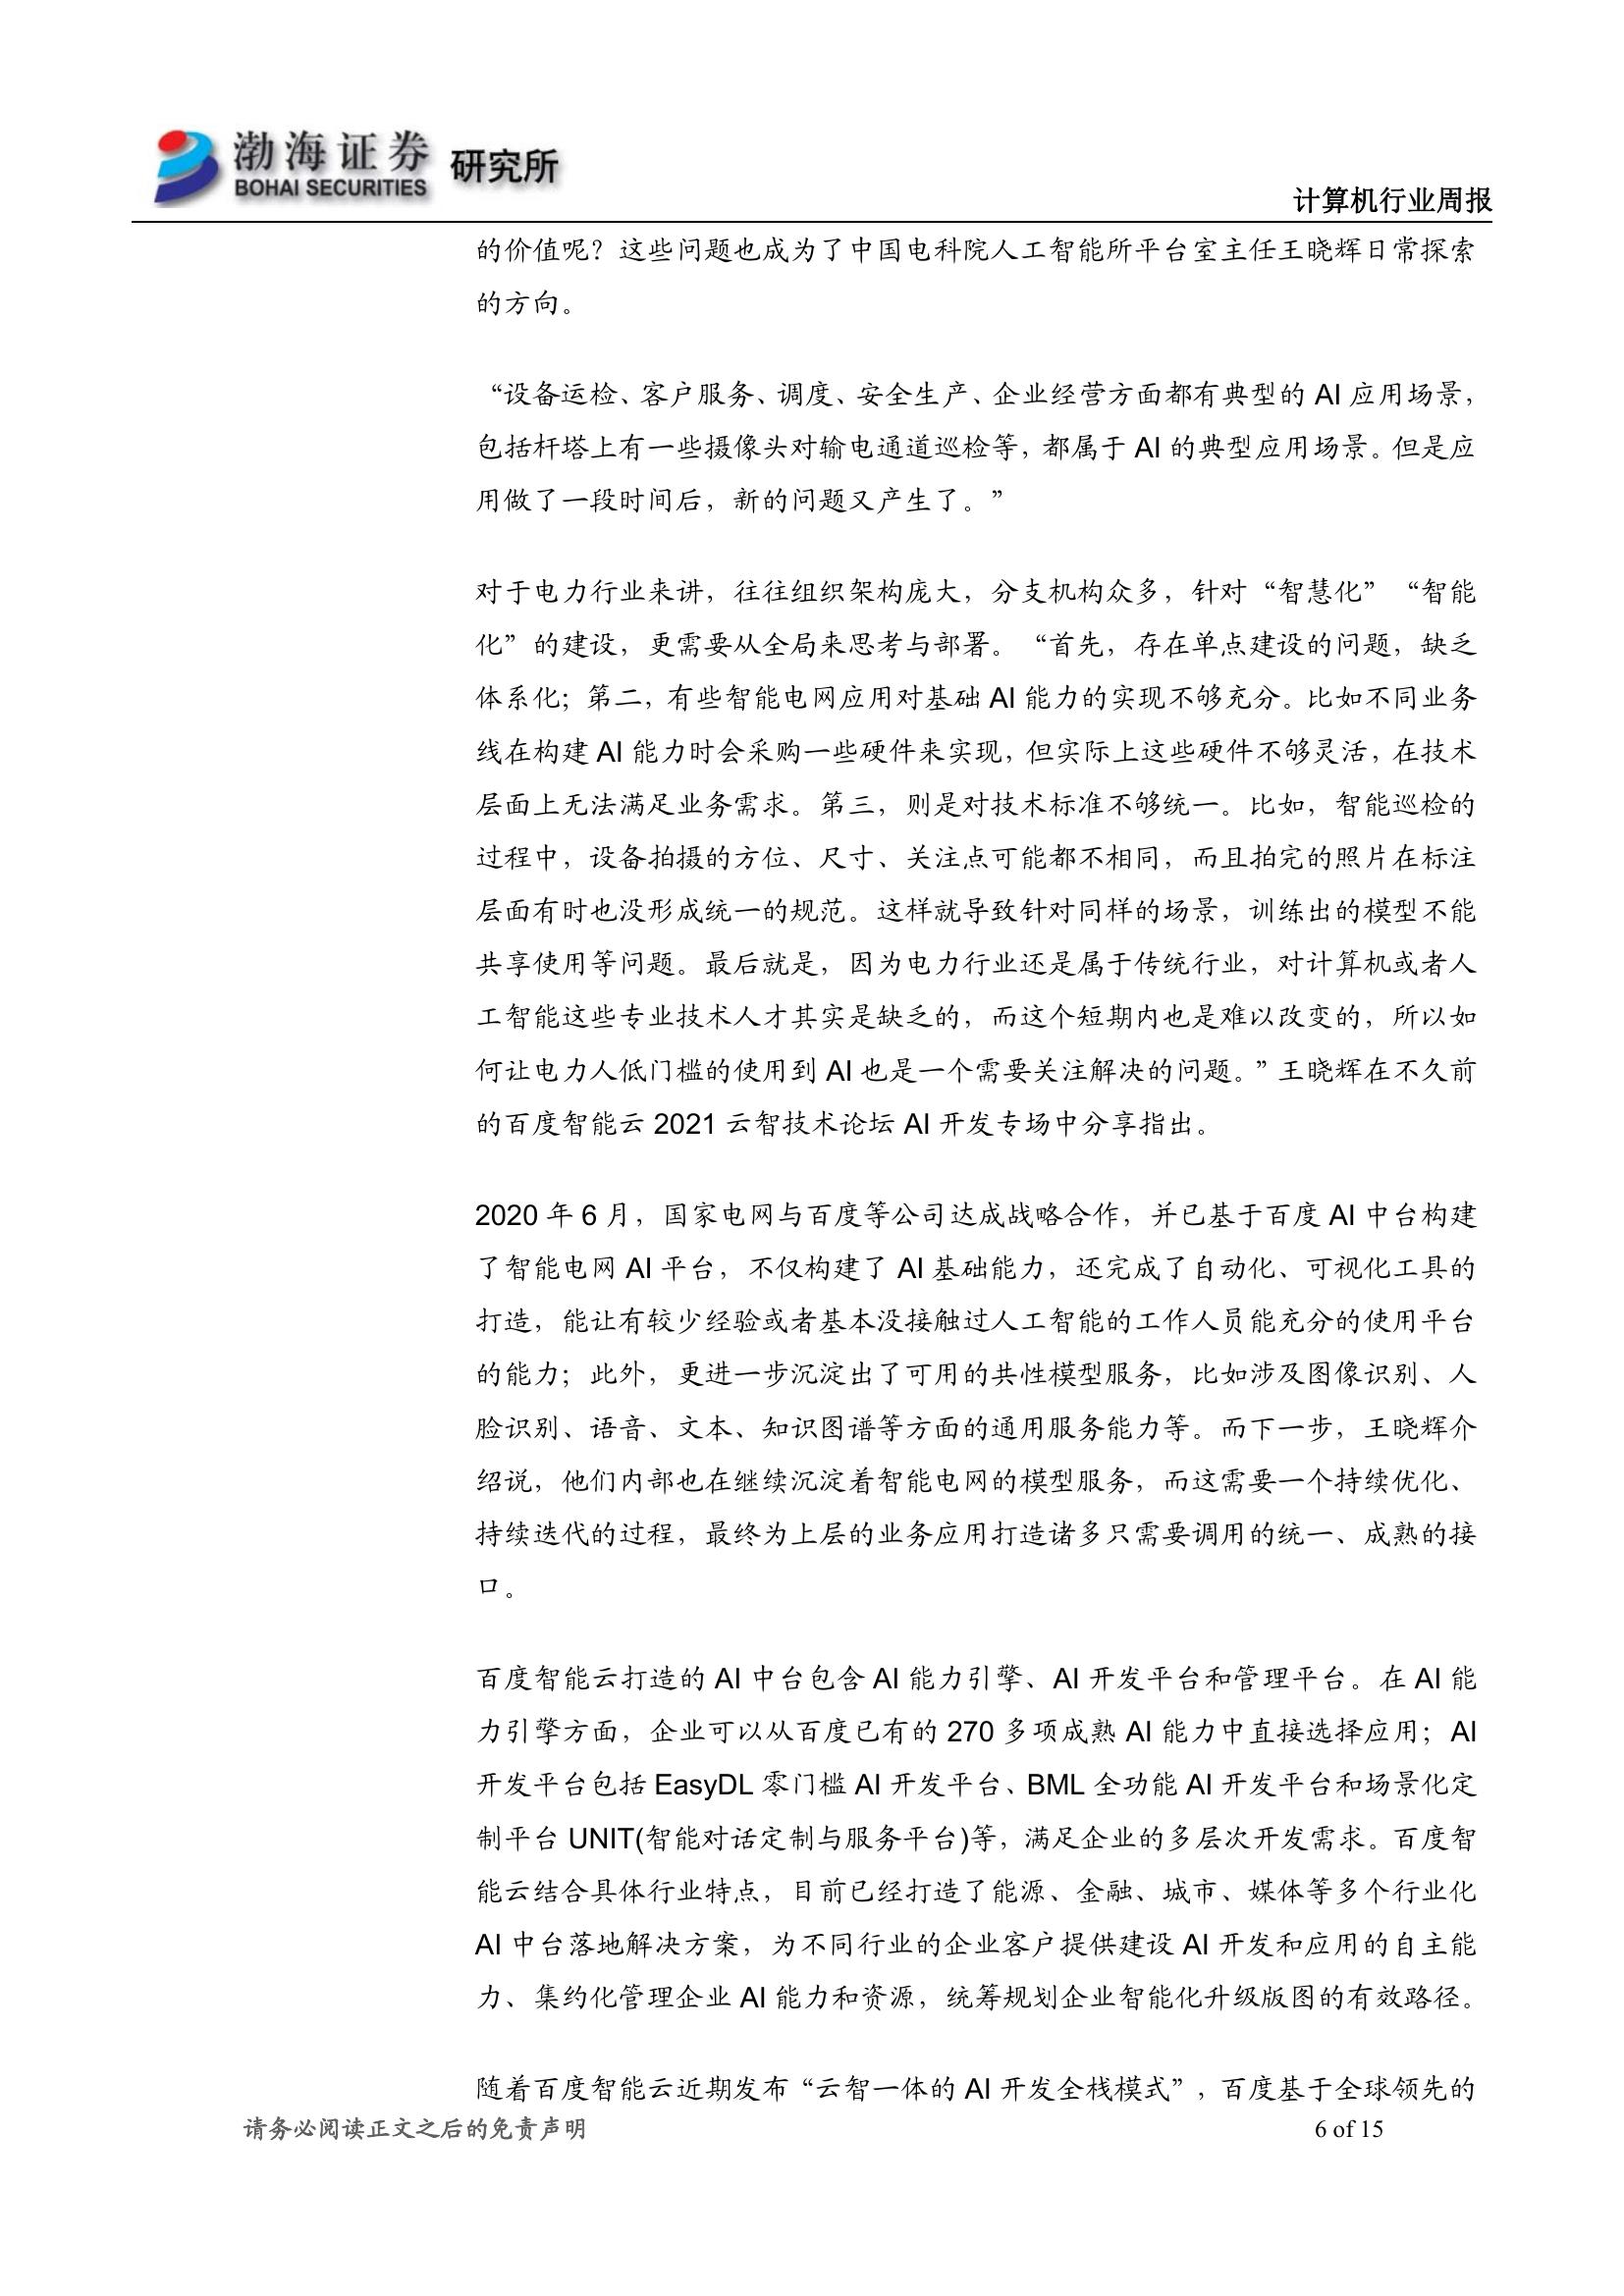 渤海证券 研究所
BOHAI SECURITIES
计算机行业周报
的价值呢？这些问题也成为了中国电科院人工智能所平台室主任王晓辉日常探索
的方向。
“设备运检、客户服务、调度、安全生产、企业经营方面都有典型的 AI 应用场景，
包括杆塔上有一些摄像头对输电通道巡检等，都属于 AI 的典型应用场景。但是应
用做了一段时间后，新的问题又产生了。”
对于电力行业来讲，往往组织架构庞大，分支机构众多，针对“智慧化”“智能
化”的建设，更需要从全局来思考与部署。“首先，存在单点建设的问题，缺乏
体系化；第二，有些智能电网应用对基础 AI 能力的实现不够充分。比如不同业务
线在构建 AI 能力时会采购一些硬件来实现，但实际上这些硬件不够灵活，在技术
层面上无法满足业务需求。第三，则是对技术标准不够统一。比如，智能巡检的
过程中，设备拍摄的方位、尺寸、关注点可能都不相同，而且拍完的照片在标注
层面有时也没形成统一的规范。这样就导致针对同样的场景，训练出的模型不能
共享使用等问题。最后就是，因为电力行业还是属于传统行业，对计算机或者人
工智能这些专业技术人才其实是缺乏的，而这个短期内也是难以改变的，所以如
何让电力人低门槛的使用到 AI 也是一个需要关注解决的问题。”王晓辉在不久前
的百度智能云 2021 云智技术论坛 AI 开发专场中分享指出。
2020 年 6 月，国家电网与百度等公司达成战略合作，并已基于百度 AI 中台构建
了智能电网 AI 平台，不仅构建了 AI 基础能力，还完成了自动化、可视化工具的
打造，能让有较少经验或者基本没接触过人工智能的工作人员能充分的使用平台
的能力；此外，更进一步沉淀出了可用的共性模型服务，比如涉及图像识别、人
脸识别、语音、文本、知识图谱等方面的通用服务能力等。而下一步，王晓辉介
绍说，他们内部也在继续沉淀着智能电网的模型服务，而这需要一个持续优化、
持续迭代的过程，最终为上层的业务应用打造诸多只需要调用的统一、成熟的接
口。
百度智能云打造的 AI 中台包含 AI 能力引擎、AI 开发平台和管理平台。在 AI 能
力引擎方面，企业可以从百度已有的 270 多项成熟 AI 能力中直接选择应用；AI
开发平台包括 EasyDL 零门槛 AI 开发平台、BML 全功能 AI 开发平台和场景化定
制平台 UNIT(智能对话定制与服务平台)等，满足企业的多层次开发需求。百度智
能云结合具体行业特点，目前已经打造了能源、金融、城市、媒体等多个行业化
AI 中台落地解决方案，为不同行业的企业客户提供建设 AI 开发和应用的自主能
力、集约化管理企业 AI 能力和资源，统筹规划企业智能化升级版图的有效路径。
随着百度智能云近期发布“云智一体的 AI 开发全栈模式”，百度基于全球领先的
请务必阅读正文之后的免责声明
6 of 15